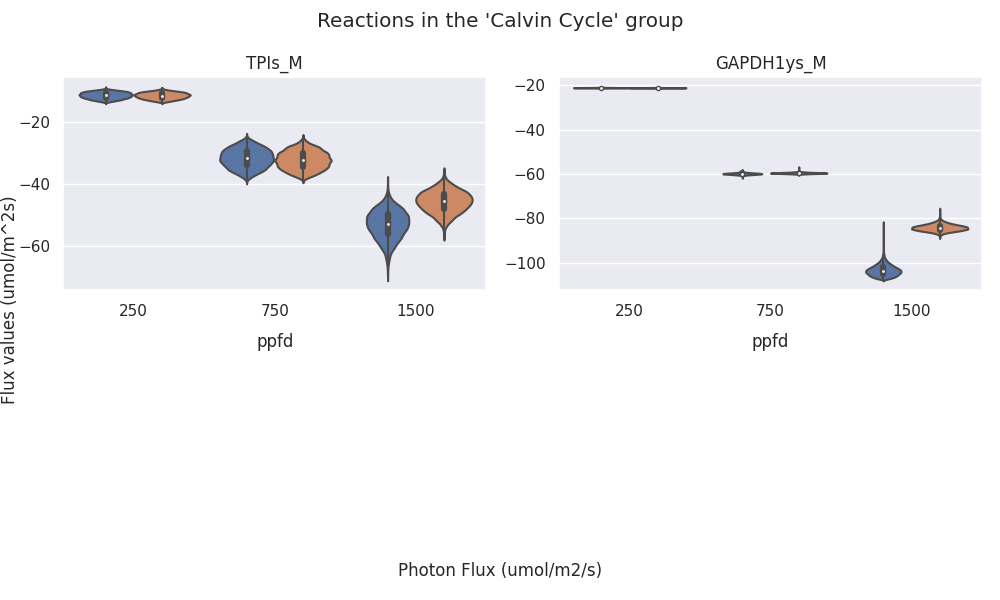 Reactions in the 'Calvin Cycle' group
TPIs_M
−20
−40
−60
250
750
1500
ppfd
GAPDH1ys_M
−20
−40
−60
−80
−100
250
750
1500
ppfd
Flux values (umol/m^2s)
Photon Flux (umol/m2/s)